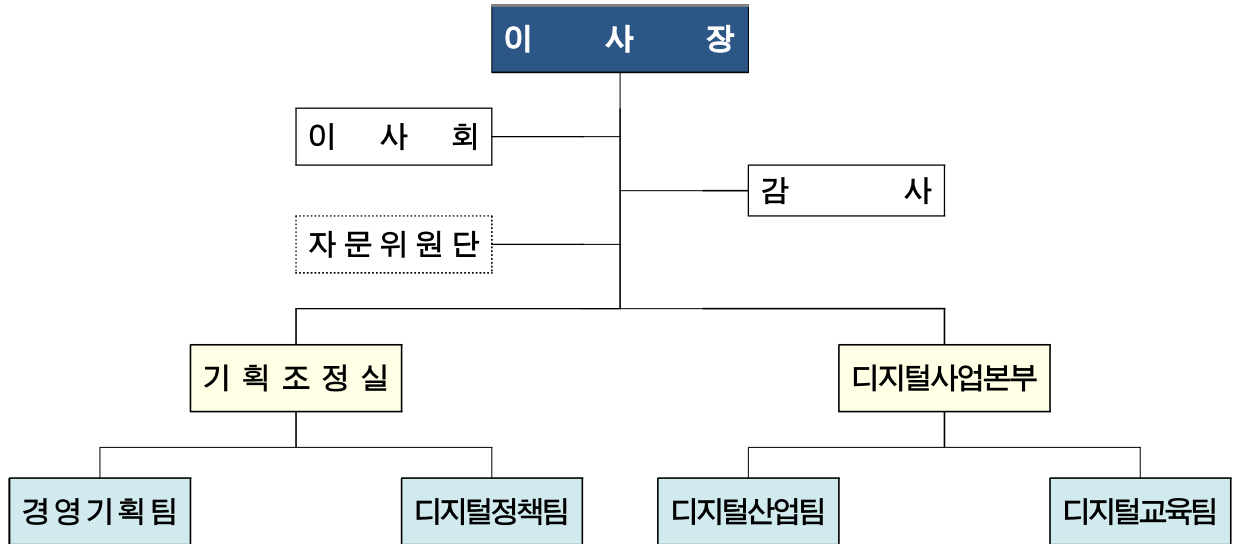 이 사 장
이 사 회
감 사
자문위원단
기획조정실
디지털사업본부
경영기획팀
디지털정책팀
디지털산업팀
디지털교육팀